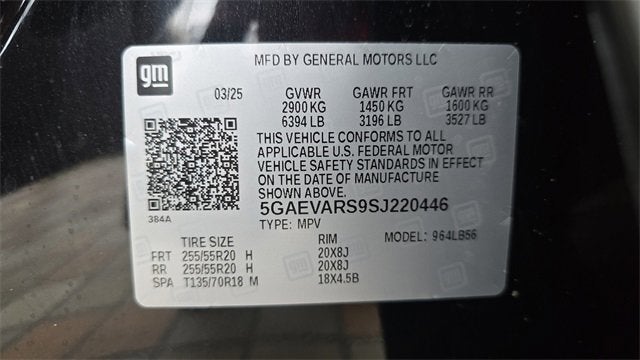 MFD BY GENERAL MOTORS LLC
gm
03/25 GVWR GAWR FRT GAWR RR
2900 KG 1450 KG 1600 KG
6394 LB 3196 LB 3527 LB
THIS VEHICLE CONFORMS TO ALL
APPLICABLE U.S. FEDERAL MOTOR
VEHICLE SAFETY STANDARDS IN EFFECT
ON THE DATE OF MANUFACTURE
SHOWN ABOVE.
3B4A
5GAEVARS9SJ220446
TYPE: MPV MODEL: 964LB56
TIRE SIZE RIM
FRT 255/55R20 H 20X8J
RR 255/55R20 H 20X8J
SPA T135/70R18 M 18X4.5B